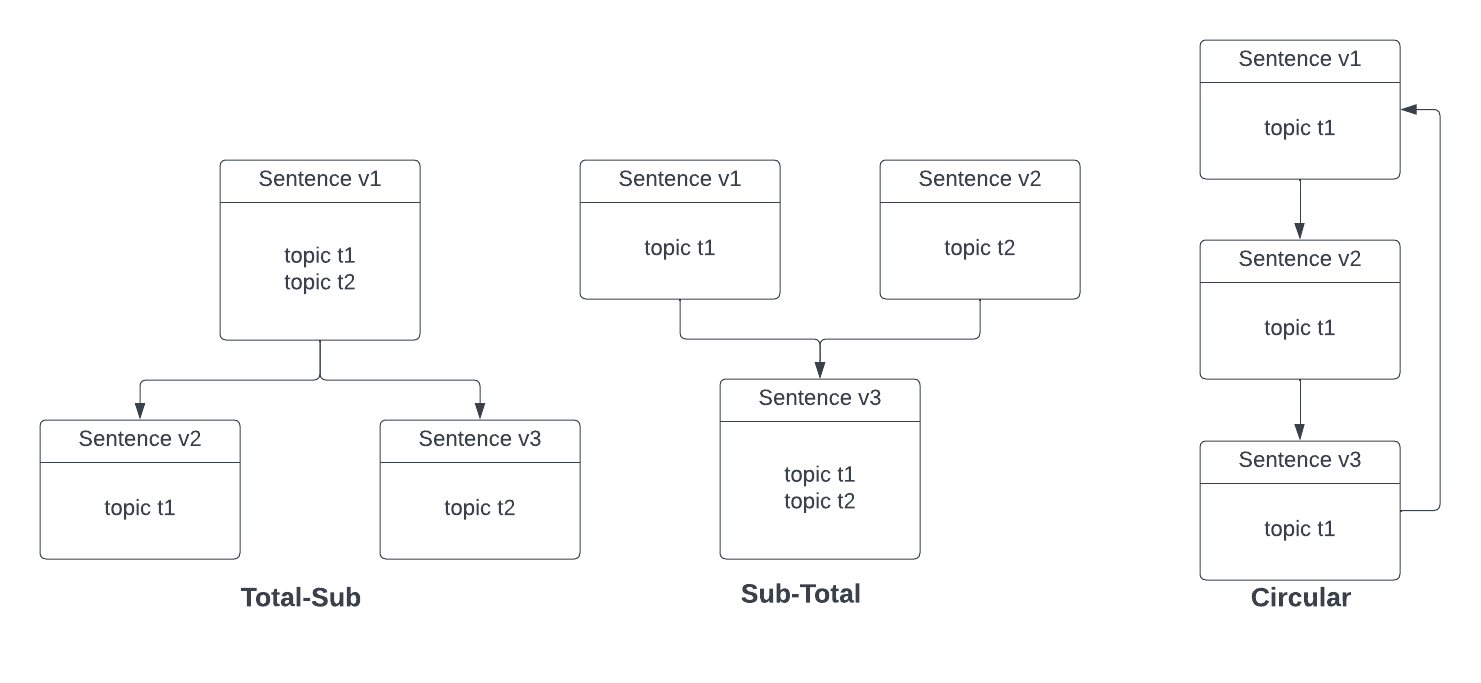 Sentence v1
topic t1
topic t2
Sentence v2
topic t1
Sentence v3
topic t2
Total-Sub
Sentence v1
topic t1
Sentence v2
topic t2
Sentence v3
topic t1
topic t2
Sub-Total
Sentence v1
topic t1
Sentence v2
topic t1
Sentence v3
topic t1
Circular